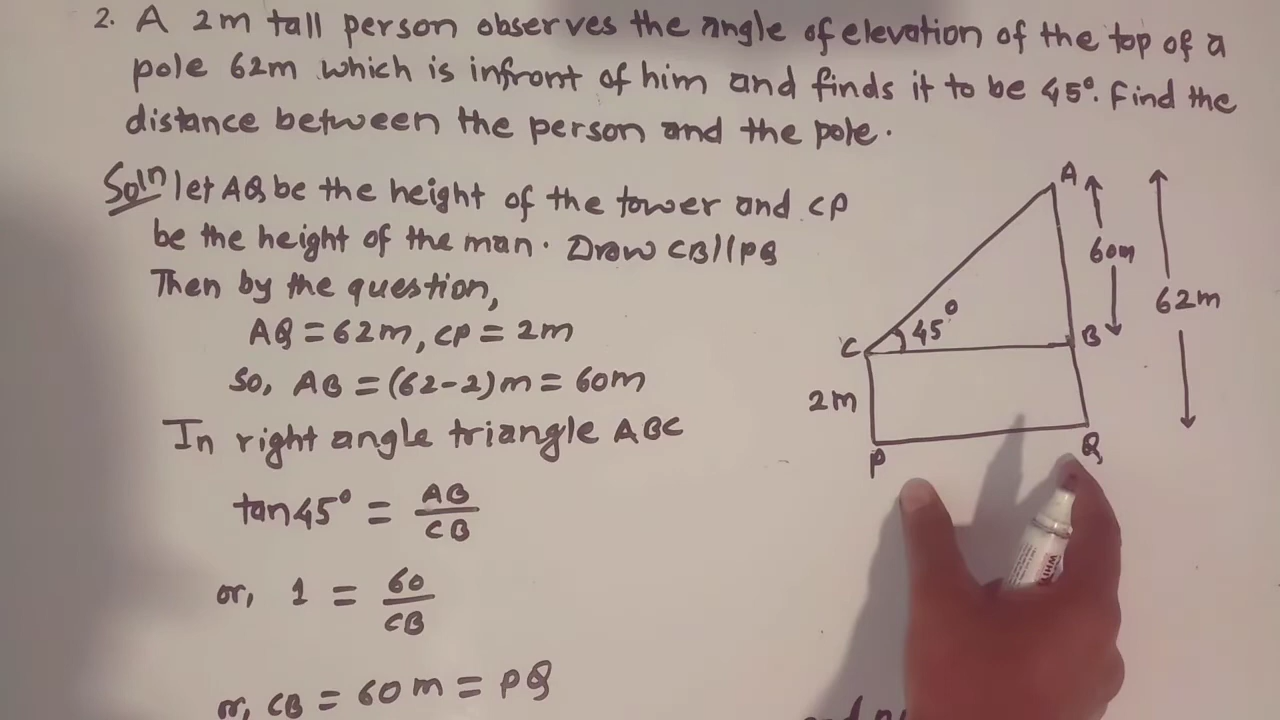 2. A 2m tall person observes the angle of elevation of the top of a
pole 62m which is infront of him and finds it to be 45°. Find the
distance between the person and the pole.
Soln let AQ be the height of the tower and CP
be the height of the man. Draw CB//PQ
Then by the question,
AQ = 62m, CP = 2m
So, AB = (62-2)m = 60m
In right angle triangle ABC
tan45° = AB/CB
or, 1 = 60/CB
or, CB = 60m = PQ
A
60m
62m
45°
C
B
2m
P
Q
WHITE